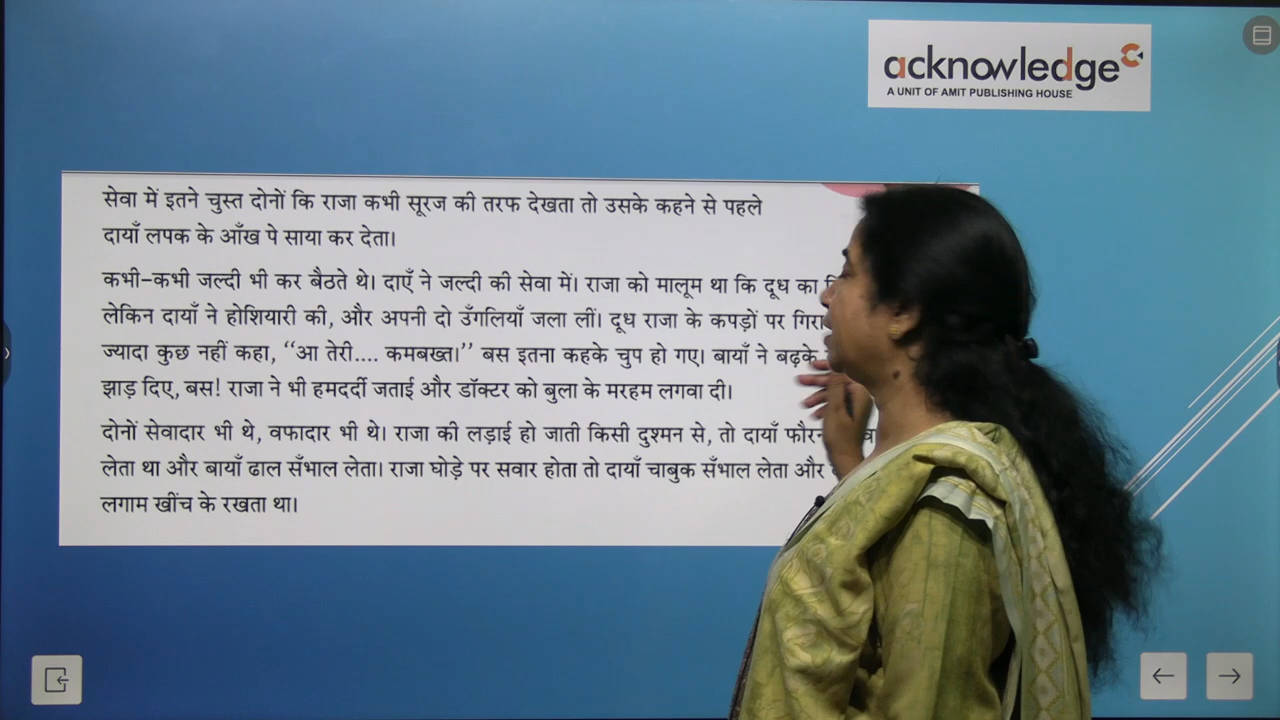 acknowledge
A UNIT OF AMIT PUBLISHING HOUSE
सेवा में इतने चुस्त दोनों कि राजा कभी सूरज की तरफ देखता तो उसके कहने से पहले
दायाँ लपक के आँख पे साया कर देता।
कभी-कभी जल्दी भी कर बैठते थे। दाएँ ने जल्दी की सेवा में। राजा को मालूम था कि दूध का
लेकिन दायाँ ने होशियारी की, और अपनी दो उँगलियाँ जला लीं। दूध राजा के कपड़ों पर
ज्यादा कुछ नहीं कहा, “आ तेरी.... कमबख्त।” बस इतना कहके चुप हो गए। बायाँ ने बढ़के
झाड़ दिए, बस! राजा ने भी हमदर्दी जताई और डॉक्टर को बुला के मरहम लगवा दी।
दोनों सेवादार भी थे, वफादार भी थे। राजा की लड़ाई हो जाती किसी दुश्मन से, तो दायाँ
लेता था और बायाँ ढाल सँभाल लेता। राजा घोड़े पर सवार होता तो दायाँ चाबुक सँभाल लेता और
लगाम खींच के रखता था।